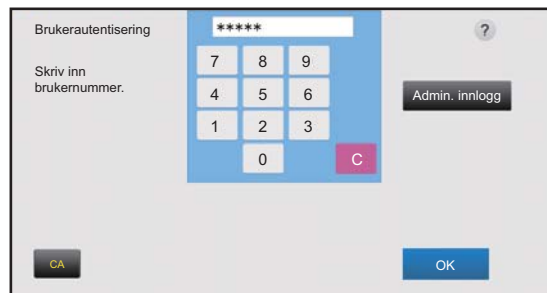 Brukerautentisering
*****
?
Skriv inn
brukernummer.
7 8 9
4 5 6
1 2 3
0 C
Admin. innlogg
CA
OK